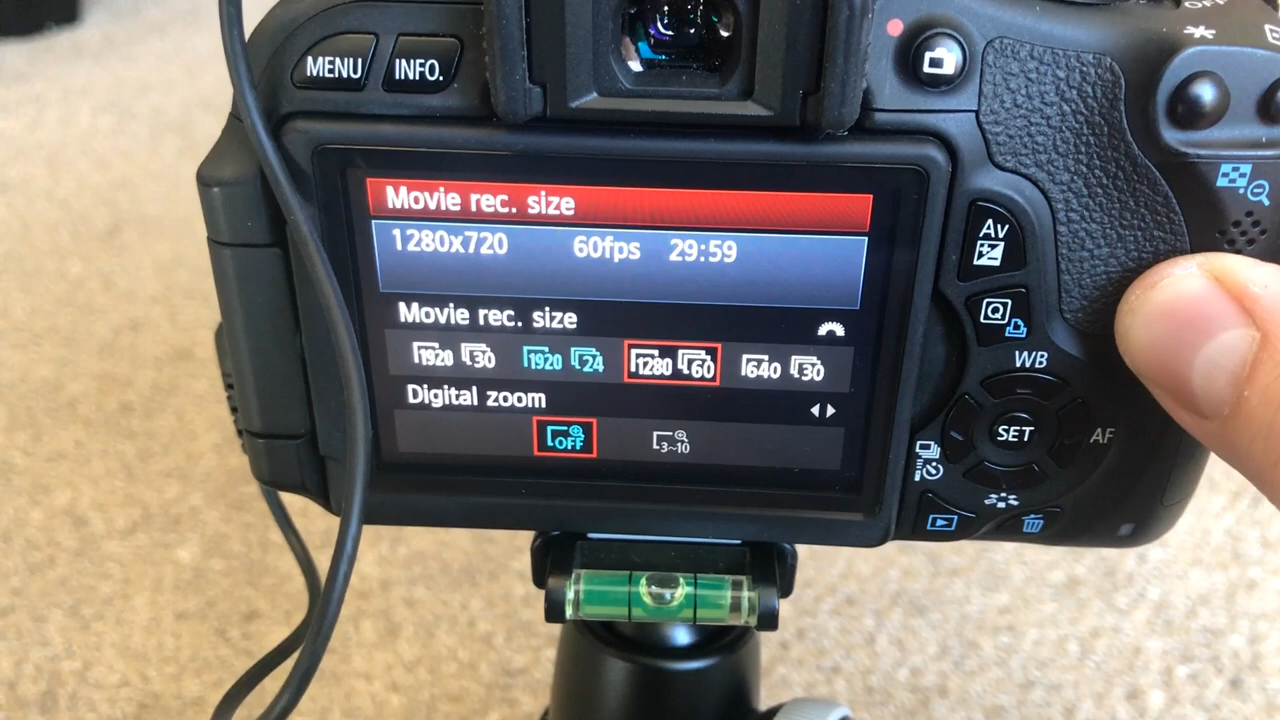 OFF
MENU INFO.
Movie rec. size
1280x720 60fps 29:59
Av
Movie rec. size
Q
1920 30 1920 24 1280 60 640 30
WB
Digital zoom
SET AF
OFF 3~10